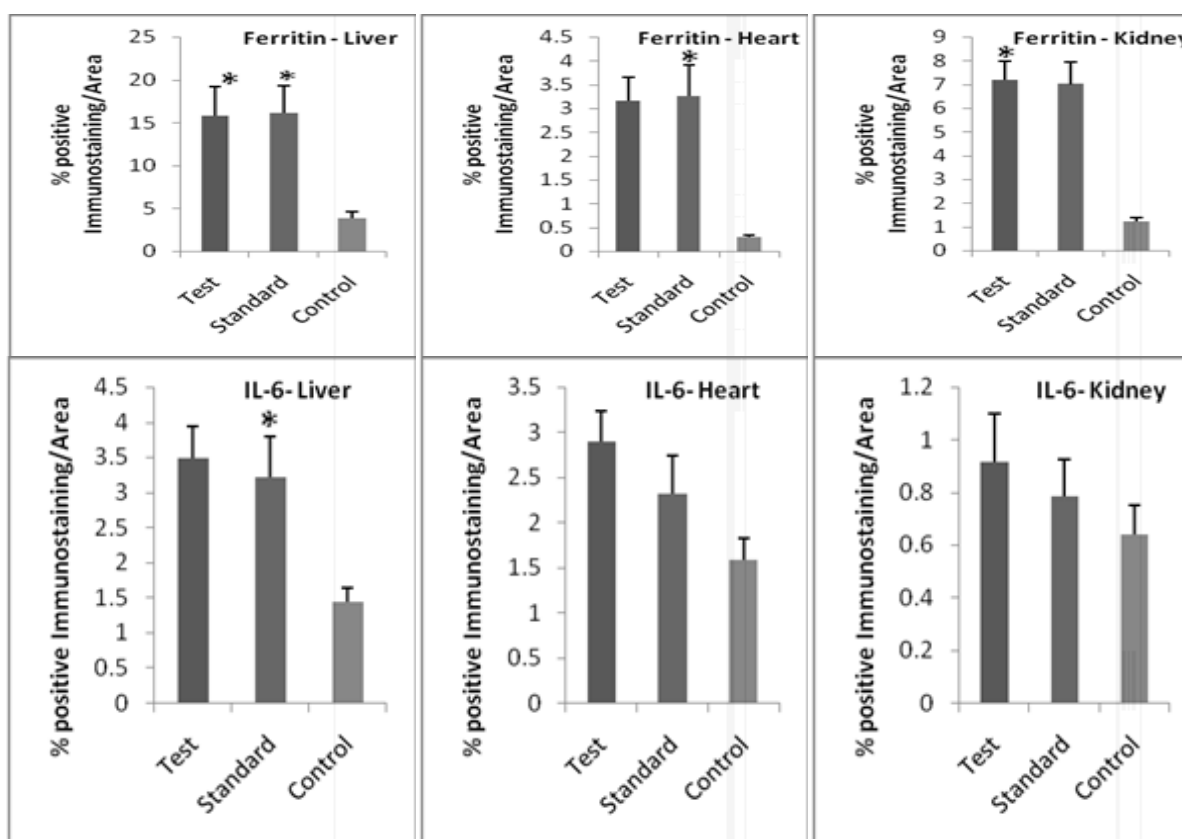 Ferritin - Liver
% positive
Immunostaining/Area
25
20
15
10
5
0
* *
Test
Standard
Control
Ferritin - Heart
% positive
Immunostaining/Area
4.5
4
3.5
3
2.5
2
1.5
1
0.5
0
*
Test
Standard
Control
Ferritin - Kidney
% positive
Immunostaining/Area
9
8
7
6
5
4
3
2
1
0
*
Test
Standard
Control
IL-6- Liver
% positive Immunostaining/Area
4.5
4
3.5
3
2.5
2
1.5
1
0.5
0
*
Test
Standard
Control
IL-6- Heart
% positive Immunostaining/Area
3.5
3
2.5
2
1.5
1
0.5
0
Test
Standard
Control
IL-6- Kidney
% positive Immunostaining/Area
1.2
1
0.8
0.6
0.4
0.2
0
Test
Standard
Control